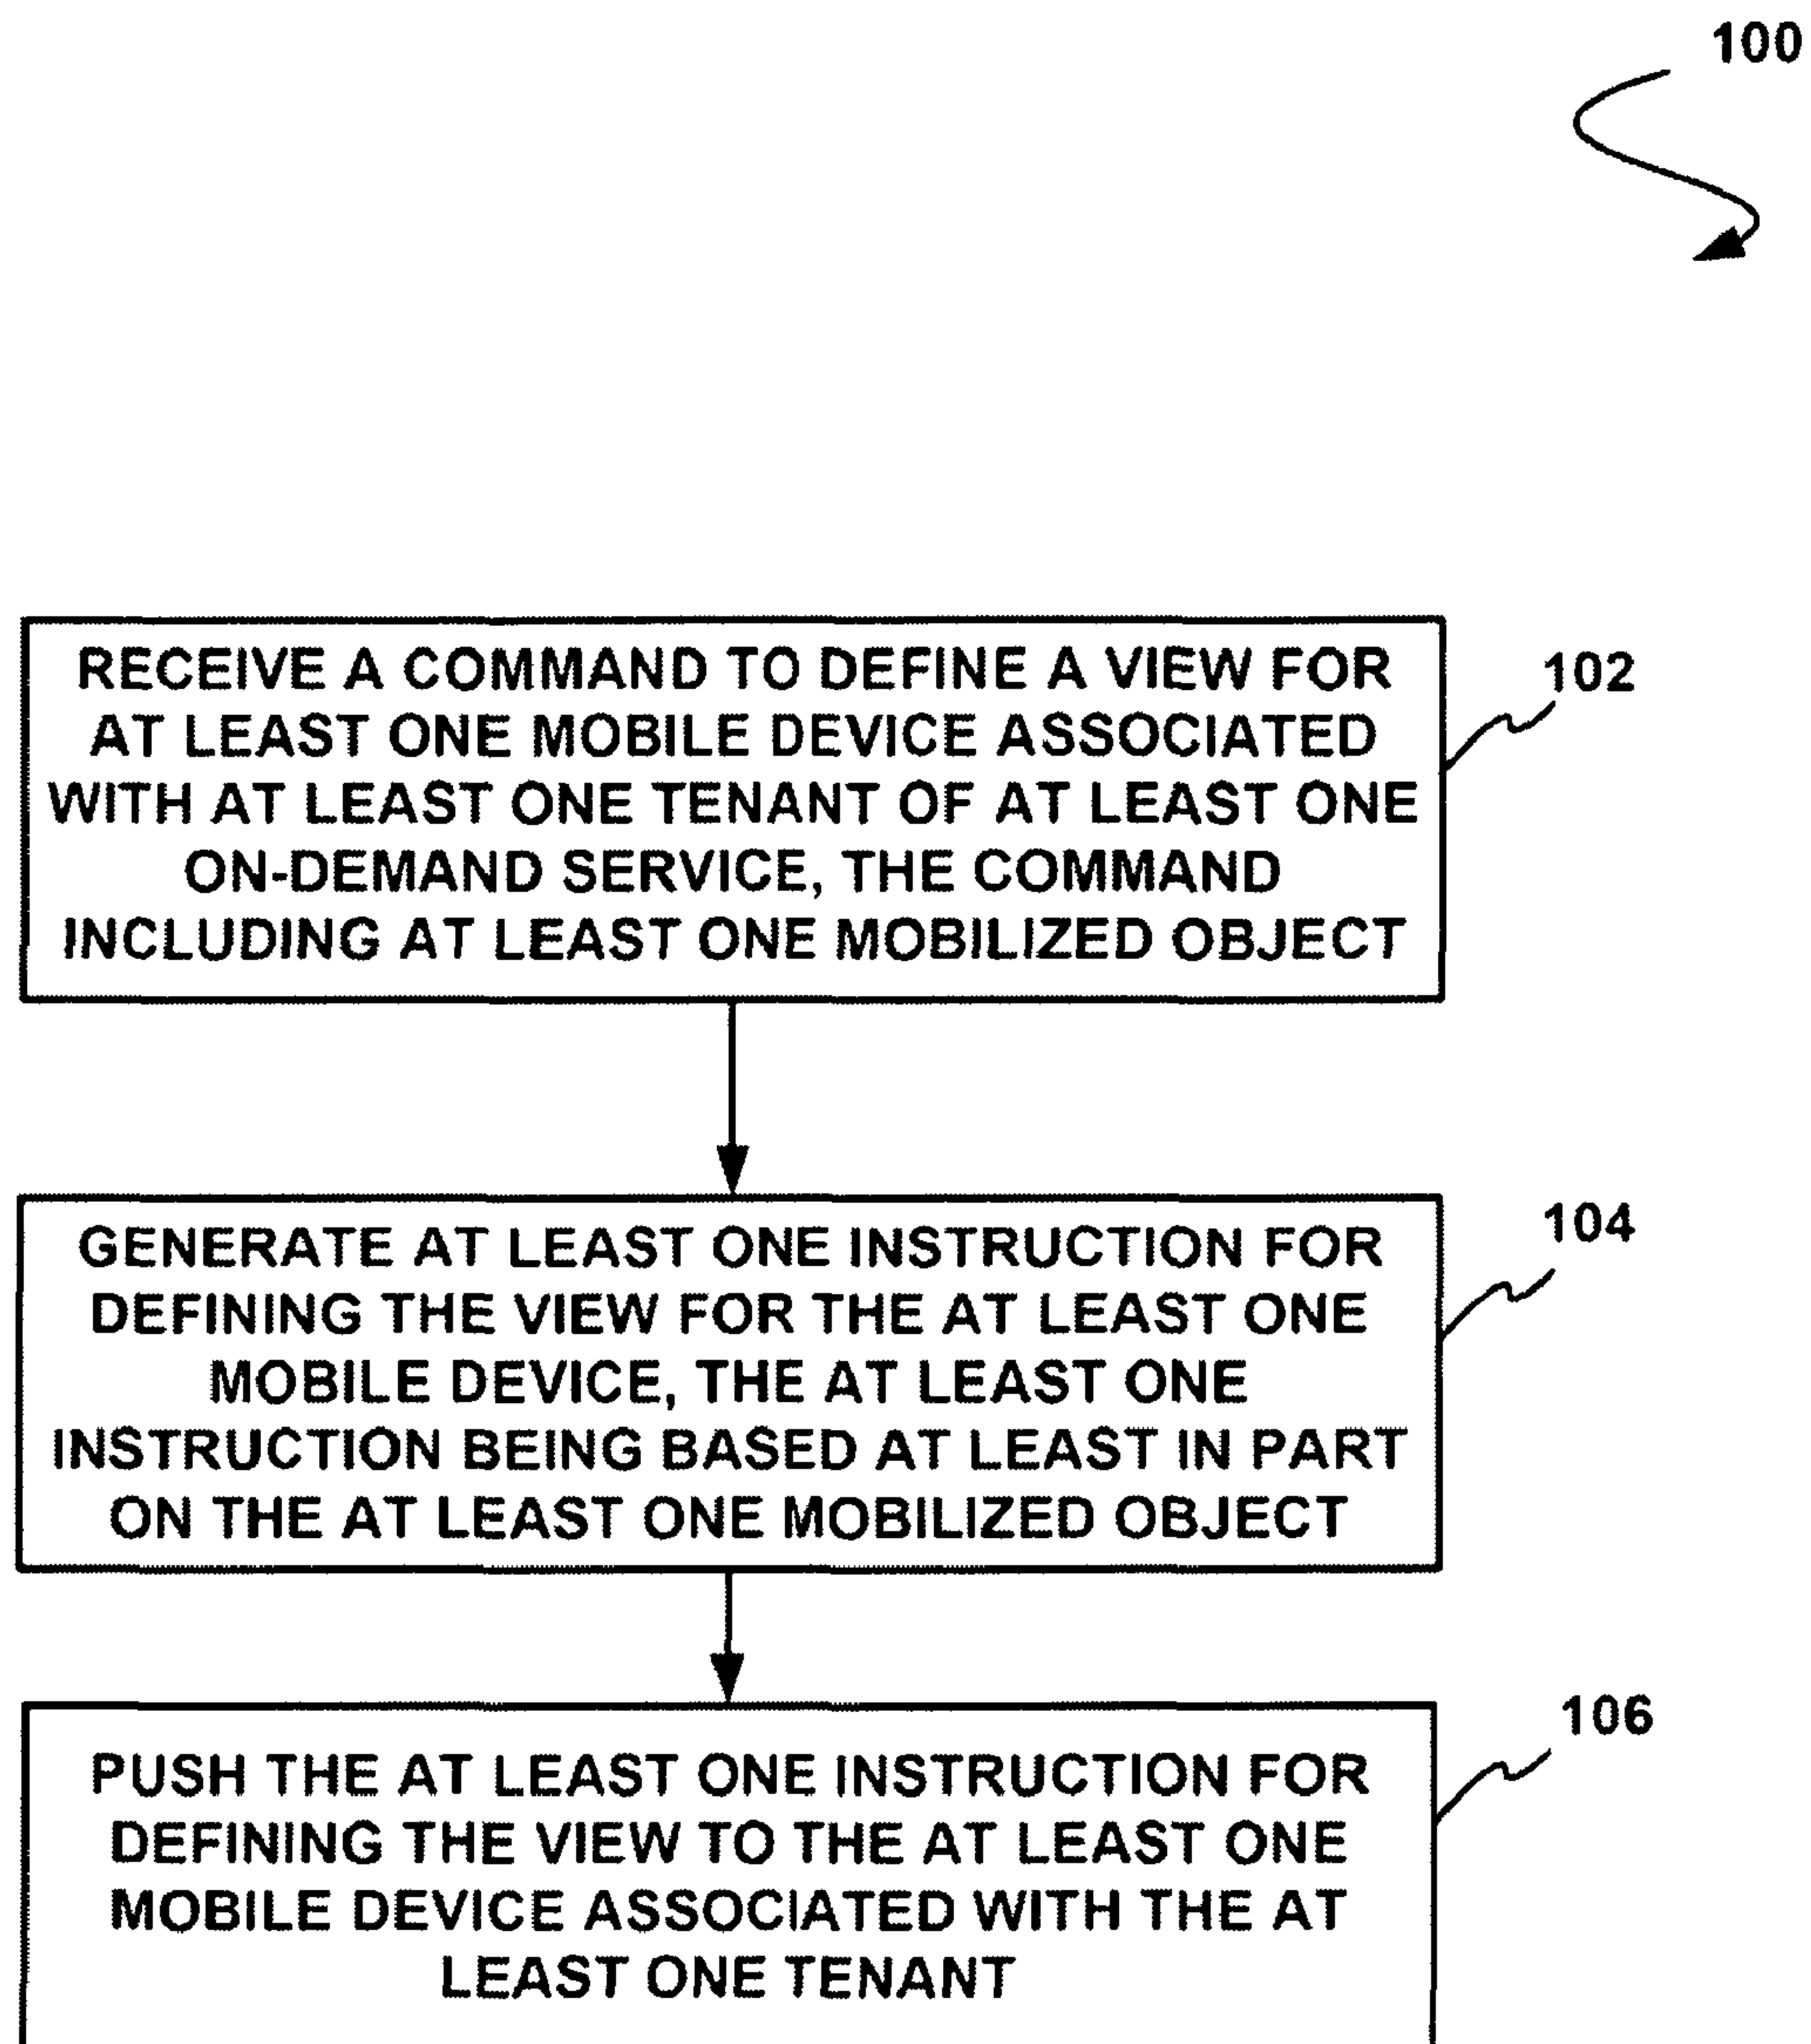 100
RECEIVE A COMMAND TO DEFINE A VIEW FOR
AT LEAST ONE MOBILE DEVICE ASSOCIATED
WITH AT LEAST ONE TENANT OF AT LEAST ONE
ON-DEMAND SERVICE, THE COMMAND
INCLUDING AT LEAST ONE MOBILIZED OBJECT
102
GENERATE AT LEAST ONE INSTRUCTION FOR
DEFINING THE VIEW FOR THE AT LEAST ONE
MOBILE DEVICE, THE AT LEAST ONE
INSTRUCTION BEING BASED AT LEAST IN PART
ON THE AT LEAST ONE MOBILIZED OBJECT
104
PUSH THE AT LEAST ONE INSTRUCTION FOR
DEFINING THE VIEW TO THE AT LEAST ONE
MOBILE DEVICE ASSOCIATED WITH THE AT
LEAST ONE TENANT
106